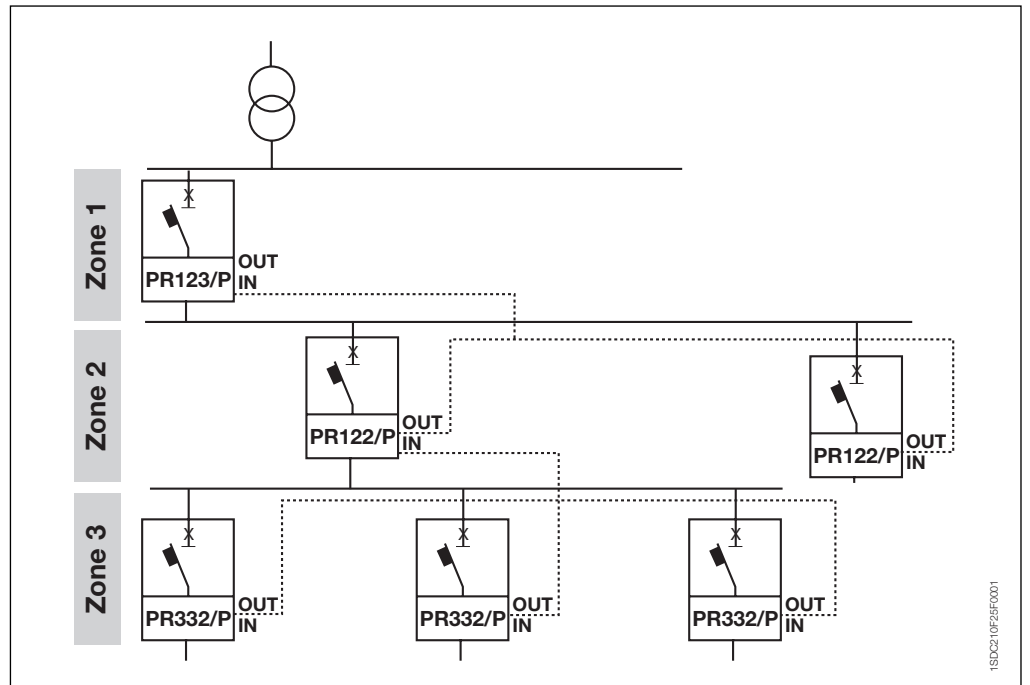 Zone 1
PR123/P
OUT
IN
Zone 2
PR122/P
OUT
IN
PR122/P
OUT
IN
Zone 3
PR332/P
OUT
IN
PR332/P
OUT
IN
PR332/P
OUT
IN
1SDC210F25F0001